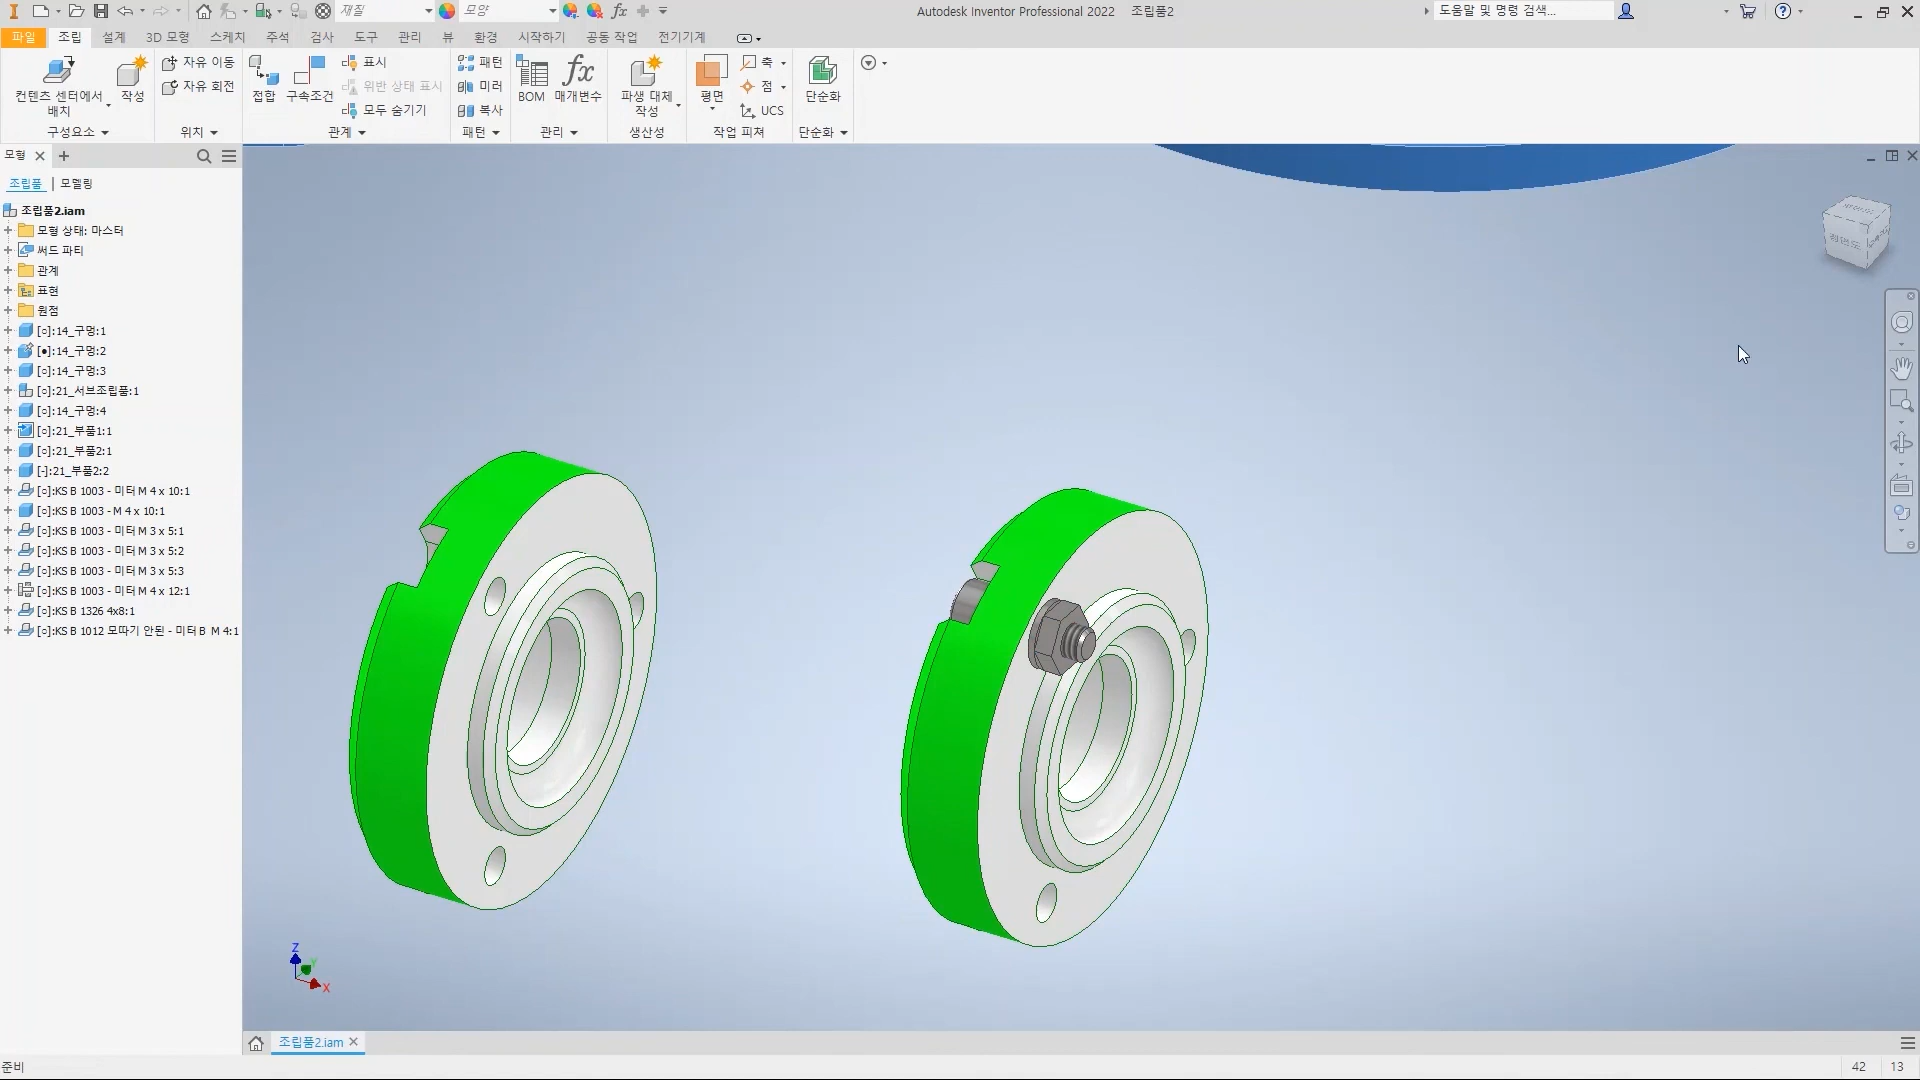 재질
모양
fx
Autodesk Inventor Professional 2022 조립품2
도움말 및 명령 검색...
파일 조립 설계 3D 모형 스케치 주석 검사 도구 관리 뷰 환경 시작하기 공동 작업 전기기계
컨텐츠 센터에서
배치
작성
자유 이동
자유 회전
접합
구속조건
표시
위반 상태 표시
모두 숨기기
패턴
미러
복사
BOM
fx
매개변수
파생 대체
작성
평면
축
점
UCS
단순화
구성요소
위치
관계
패턴
관리
생산성
작업 피쳐
단순화
모형
조립품 | 모델링
조립품2.iam
모형 상태: 마스터
써드 파티
관계
표현
원점
[○]:14_구멍:1
[●]:14_구멍:2
[○]:14_구멍:3
[○]:21_서브조립품:1
[○]:14_구멍:4
[○]:21_부품1:1
[○]:21_부품2:1
[-]:21_부품2:2
[○]:KS B 1003 - 미터 M 4 x 10:1
[○]:KS B 1003 - M 4 x 10:1
[○]:KS B 1003 - 미터 M 3 x 5:1
[○]:KS B 1003 - 미터 M 3 x 5:2
[○]:KS B 1003 - 미터 M 3 x 5:3
[○]:KS B 1003 - 미터 M 4 x 12:1
[○]:KS B 1326 4x8:1
[○]:KS B 1012 모따기 안된 - 미터 B M 4:1
Z
Y
X
조립품2.iam
준비
42 13